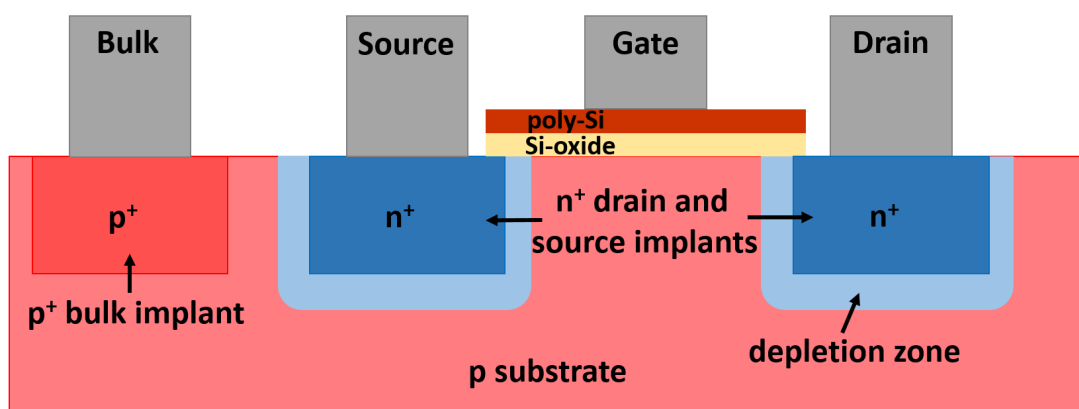 Bulk
Source
Gate
Drain
poly-Si
Si-oxide
p⁺
n⁺
n⁺ drain and
source implants
n⁺
p⁺ bulk implant
depletion zone
p substrate